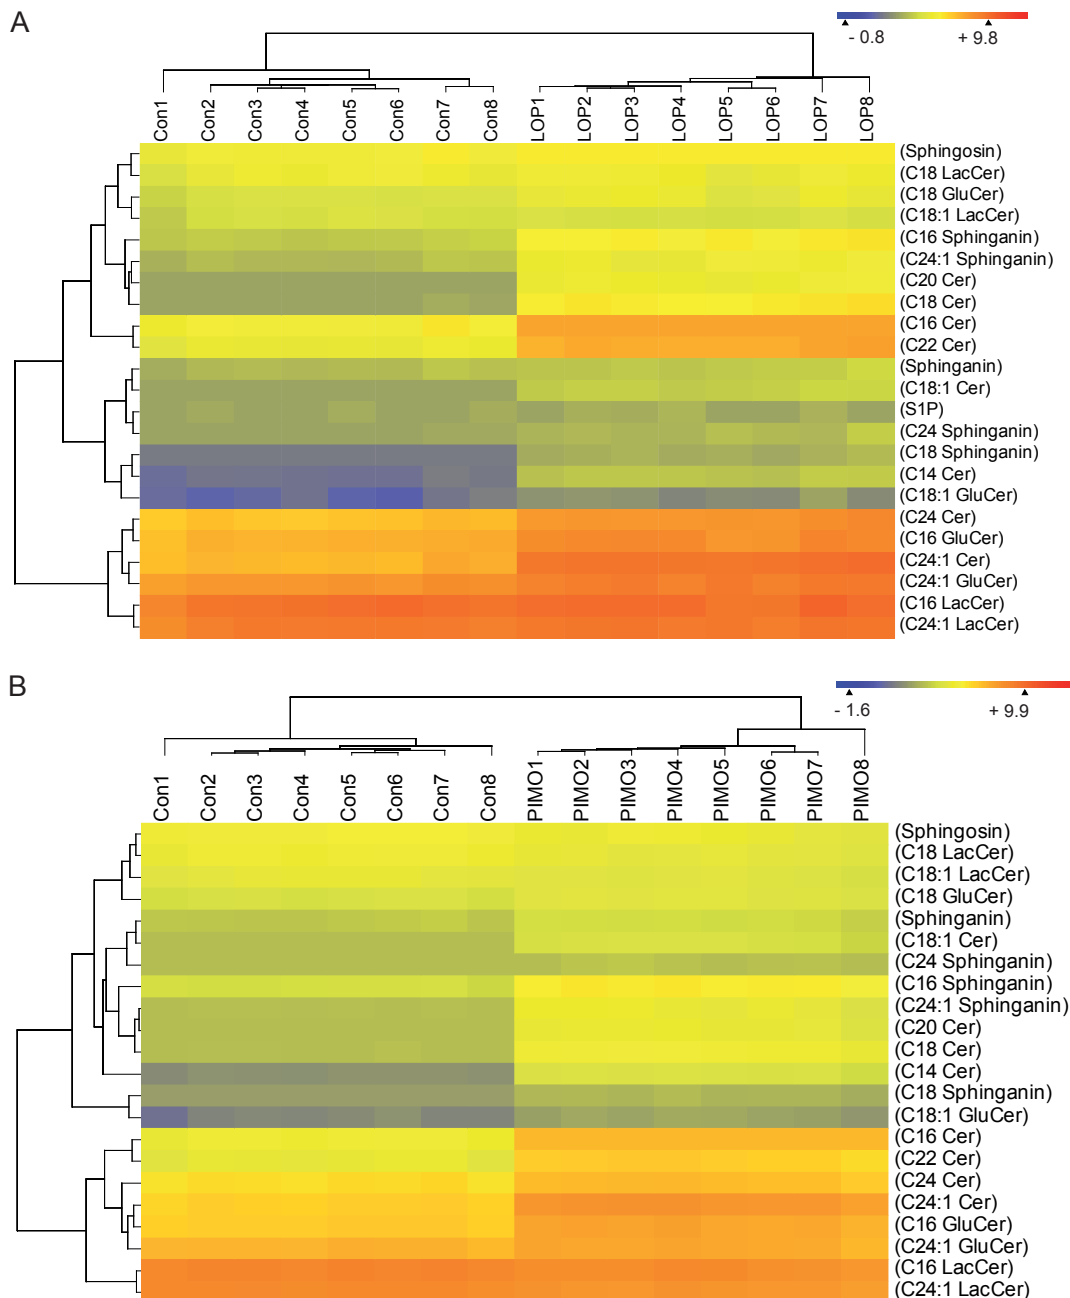 A
- 0.8
+ 9.8
Con1
Con2
Con3
Con4
Con5
Con6
Con7
Con8
LOP1
LOP2
LOP3
LOP4
LOP5
LOP6
LOP7
LOP8
(Sphingosin)
(C18 LacCer)
(C18 GluCer)
(C18:1 LacCer)
(C16 Sphinganin)
(C24:1 Sphinganin)
(C20 Cer)
(C18 Cer)
(C16 Cer)
(C22 Cer)
(Sphinganin)
(C18:1 Cer)
(S1P)
(C24 Sphinganin)
(C18 Sphinganin)
(C14 Cer)
(C18:1 GluCer)
(C24 Cer)
(C16 GluCer)
(C24:1 Cer)
(C24:1 GluCer)
(C16 LacCer)
(C24:1 LacCer)
B
- 1.6
+ 9.9
Con1
Con2
Con3
Con4
Con5
Con6
Con7
Con8
PIMO1
PIMO2
PIMO3
PIMO4
PIMO5
PIMO6
PIMO7
PIMO8
(Sphingosin)
(C18 LacCer)
(C18:1 LacCer)
(C18 GluCer)
(Sphinganin)
(C18:1 Cer)
(C24 Sphinganin)
(C16 Sphinganin)
(C24:1 Sphinganin)
(C20 Cer)
(C18 Cer)
(C14 Cer)
(C18 Sphinganin)
(C18:1 GluCer)
(C16 Cer)
(C22 Cer)
(C24 Cer)
(C24:1 Cer)
(C16 GluCer)
(C24:1 GluCer)
(C16 LacCer)
(C24:1 LacCer)